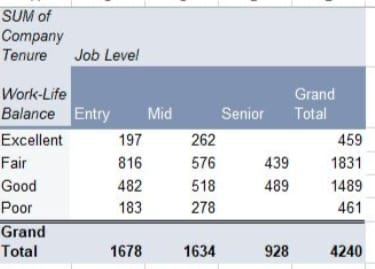 SUM of
Company
Tenure Job Level
Work-Life
Balance Entry Mid Senior Grand Total
Excellent 197 262 459
Fair 816 576 439 1831
Good 482 518 489 1489
Poor 183 278 461
Grand
Total 1678 1634 928 4240